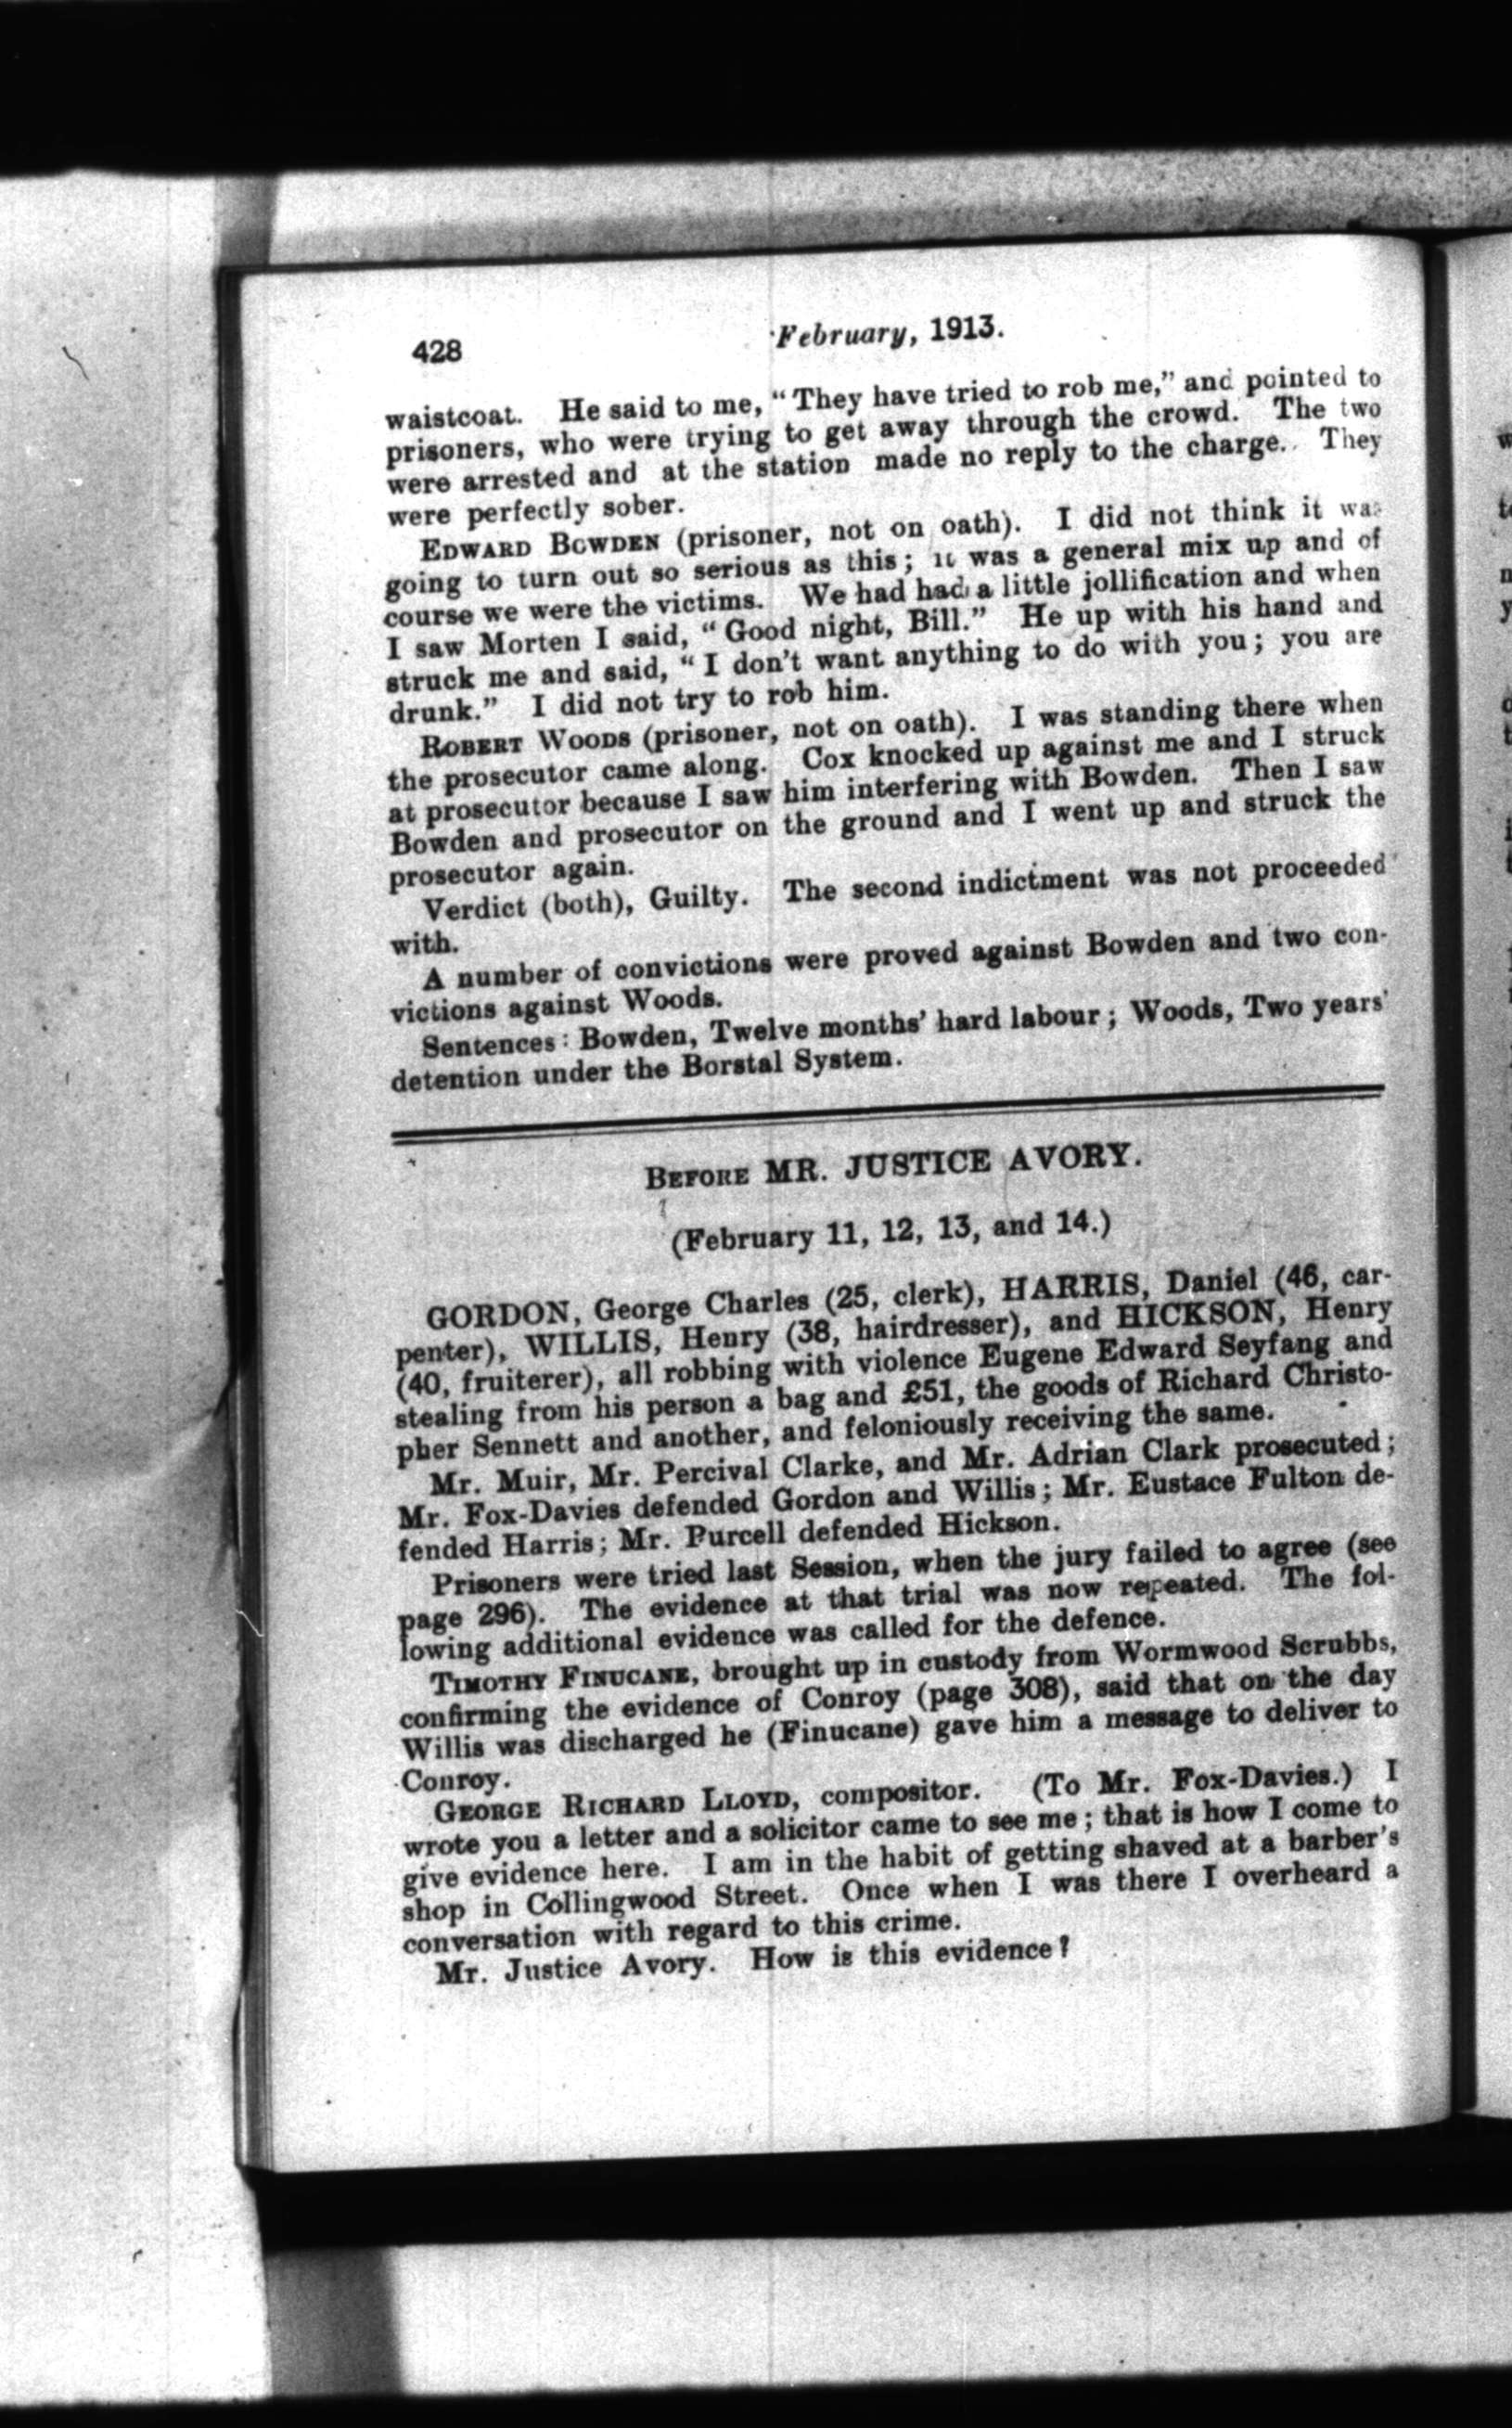 428
February, 1913.
waistcoat. He said to me, "They have tried to rob me," and pointed to
prisoners, who were trying to get away through the crowd. The two
were arrested and at the station made no reply to the charge. They
were perfectly sober.
EDWARD BOWDEN (prisoner, not on oath). I did not think it was
going to turn out so serious as this; it was a general mix up and of
course we were the victims. We had had a little jollification and when
I saw Morten I said, "Good night, Bill." He up with his hand and
struck me and said, "I don't want anything to do with you; you are
drunk." I did not try to rob him.
ROBERT WOODS (prisoner, not on oath). I was standing there when
the prosecutor came along. Cox knocked up against me and I struck
at prosecutor because I saw him interfering with Bowden. Then I saw
Bowden and prosecutor on the ground and I went up and struck the
prosecutor again.
Verdict (both), Guilty. The second indictment was not proceeded
with.
A number of convictions were proved against Bowden and two con-
victions against Woods.
Sentences: Bowden, Twelve months' hard labour; Woods, Two years'
detention under the Borstal System.
BEFORE MR. JUSTICE AVORY.
(February 11, 12, 13, and 14.)
GORDON, George Charles (25, clerk), HARRIS, Daniel (46, car-
penter), WILLIS, Henry (38, hairdresser), and HICKSON, Henry
(40, fruiterer), all robbing with violence Eugene Edward Seyfang and
stealing from his person a bag and £51, the goods of Richard Christo-
pher Sennett and another, and feloniously receiving the same.
Mr. Muir, Mr. Percival Clarke, and Mr. Adrian Clark prosecuted;
Mr. Fox-Davies defended Gordon and Willis; Mr. Eustace Fulton de-
fended Harris; Mr. Purcell defended Hickson.
Prisoners were tried last Session, when the jury failed to agree (see
page 296). The evidence at that trial was now repeated. The fol-
lowing additional evidence was called for the defence.
TIMOTHY FINUCANE, brought up in custody from Wormwood Scrubbs,
confirming the evidence of Conroy (page 308), said that on the day
Willis was discharged he (Finucane) gave him a message to deliver to
Conroy.
GEORGE RICHARD LLOYD, compositor. (To Mr. Fox-Davies.) I
wrote you a letter and a solicitor came to see me; that is how I come to
give evidence here. I am in the habit of getting shaved at a barber's
shop in Collingwood Street. Once when I was there I overheard a
conversation with regard to this crime.
Mr. Justice Avory. How is this evidence?